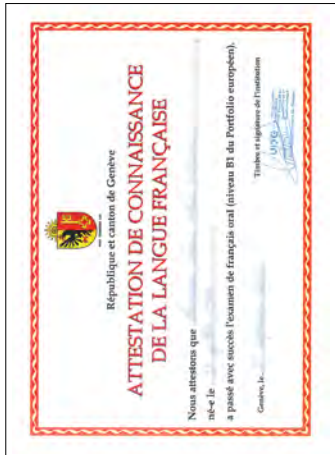 République et canton de Genève
ATTESTATION DE CONNAISSANCE
DE LA LANGUE FRANÇAISE
Nous attestons que
né-e le
a passé avec succès l'examen de français oral (niveau B1 du Portfolio européen).
Genève, le
Timbre et signature de l'institution